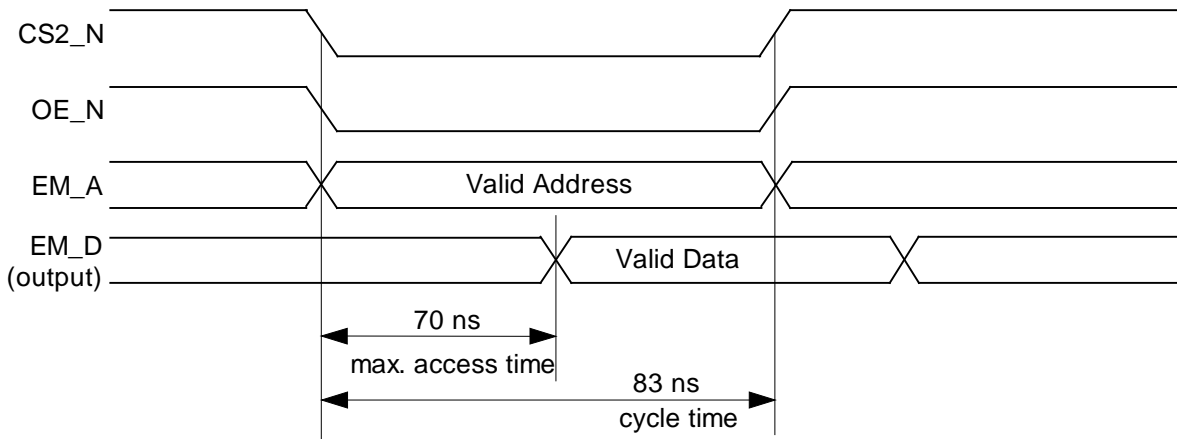 CS2_N
OE_N
EM_A
Valid Address
EM_D
(output)
Valid Data
70 ns
max. access time
83 ns
cycle time